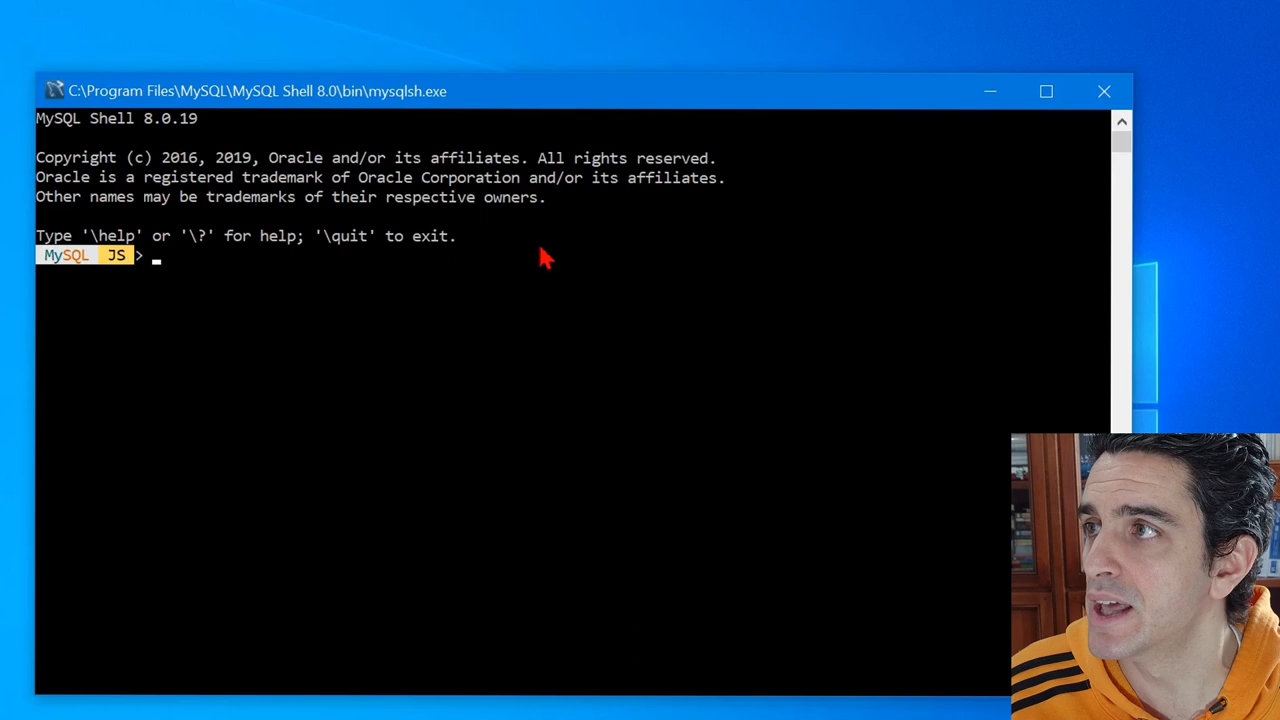 C:\Program Files\MySQL\MySQL Shell 8.0\bin\mysqlsh.exe
MySQL Shell 8.0.19
Copyright (c) 2016, 2019, Oracle and/or its affiliates. All rights reserved.
Oracle is a registered trademark of Oracle Corporation and/or its affiliates.
Other names may be trademarks of their respective owners.
Type '\help' or '\?' for help; '\quit' to exit.
MySQL JS > _